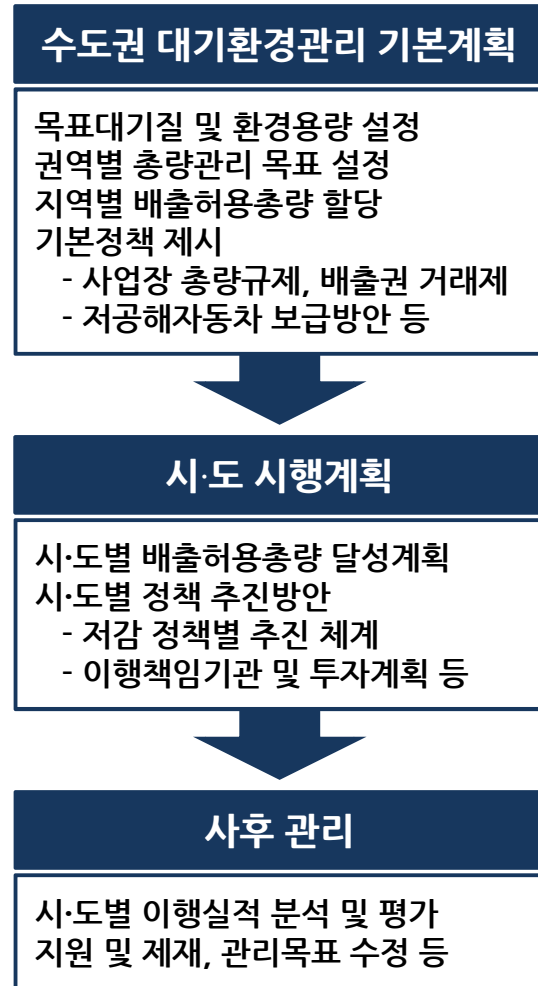 수도권 대기환경관리 기본계획
목표대기질 및 환경용량 설정
권역별 총량관리 목표 설정
지역별 배출허용총량 할당
기본정책 제시
- 사업장 총량규제, 배출권 거래제
- 저공해자동차 보급방안 등
시·도 시행계획
시·도별 배출허용총량 달성계획
시·도별 정책 추진방안
- 저감 정책별 추진 체계
- 이행책임기관 및 투자계획 등
사후 관리
시·도별 이행실적 분석 및 평가
지원 및 제재, 관리목표 수정 등